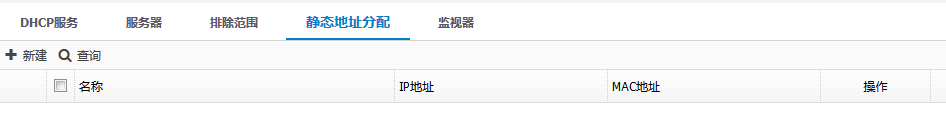 DHCP服务 服务器 排除范围 静态地址分配 监视器
新建 查询
名称 IP地址 MAC地址 操作